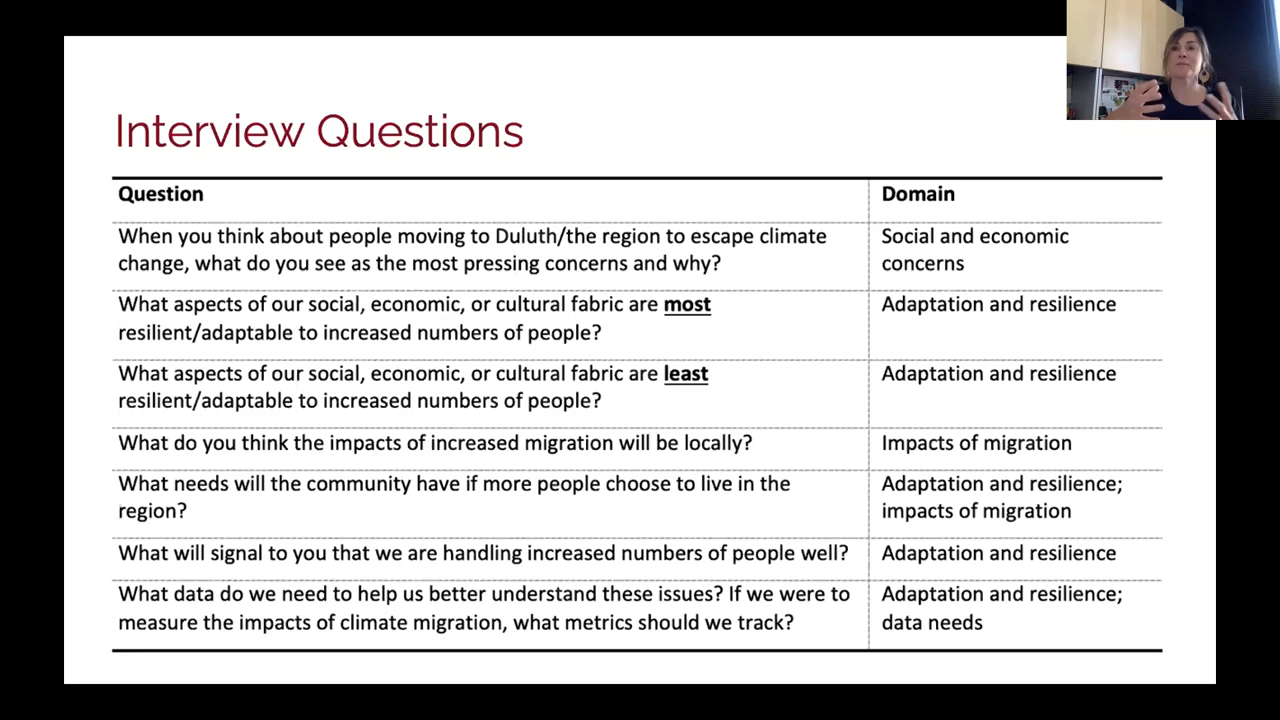 Interview Questions
Question
Domain
When you think about people moving to Duluth/the region to escape climate
change, what do you see as the most pressing concerns and why?
Social and economic
concerns
What aspects of our social, economic, or cultural fabric are most
resilient/adaptable to increased numbers of people?
Adaptation and resilience
What aspects of our social, economic, or cultural fabric are least
resilient/adaptable to increased numbers of people?
Adaptation and resilience
What do you think the impacts of increased migration will be locally?
Impacts of migration
What needs will the community have if more people choose to live in the
region?
Adaptation and resilience;
impacts of migration
What will signal to you that we are handling increased numbers of people well?
Adaptation and resilience
What data do we need to help us better understand these issues? If we were to
measure the impacts of climate migration, what metrics should we track?
Adaptation and resilience;
data needs